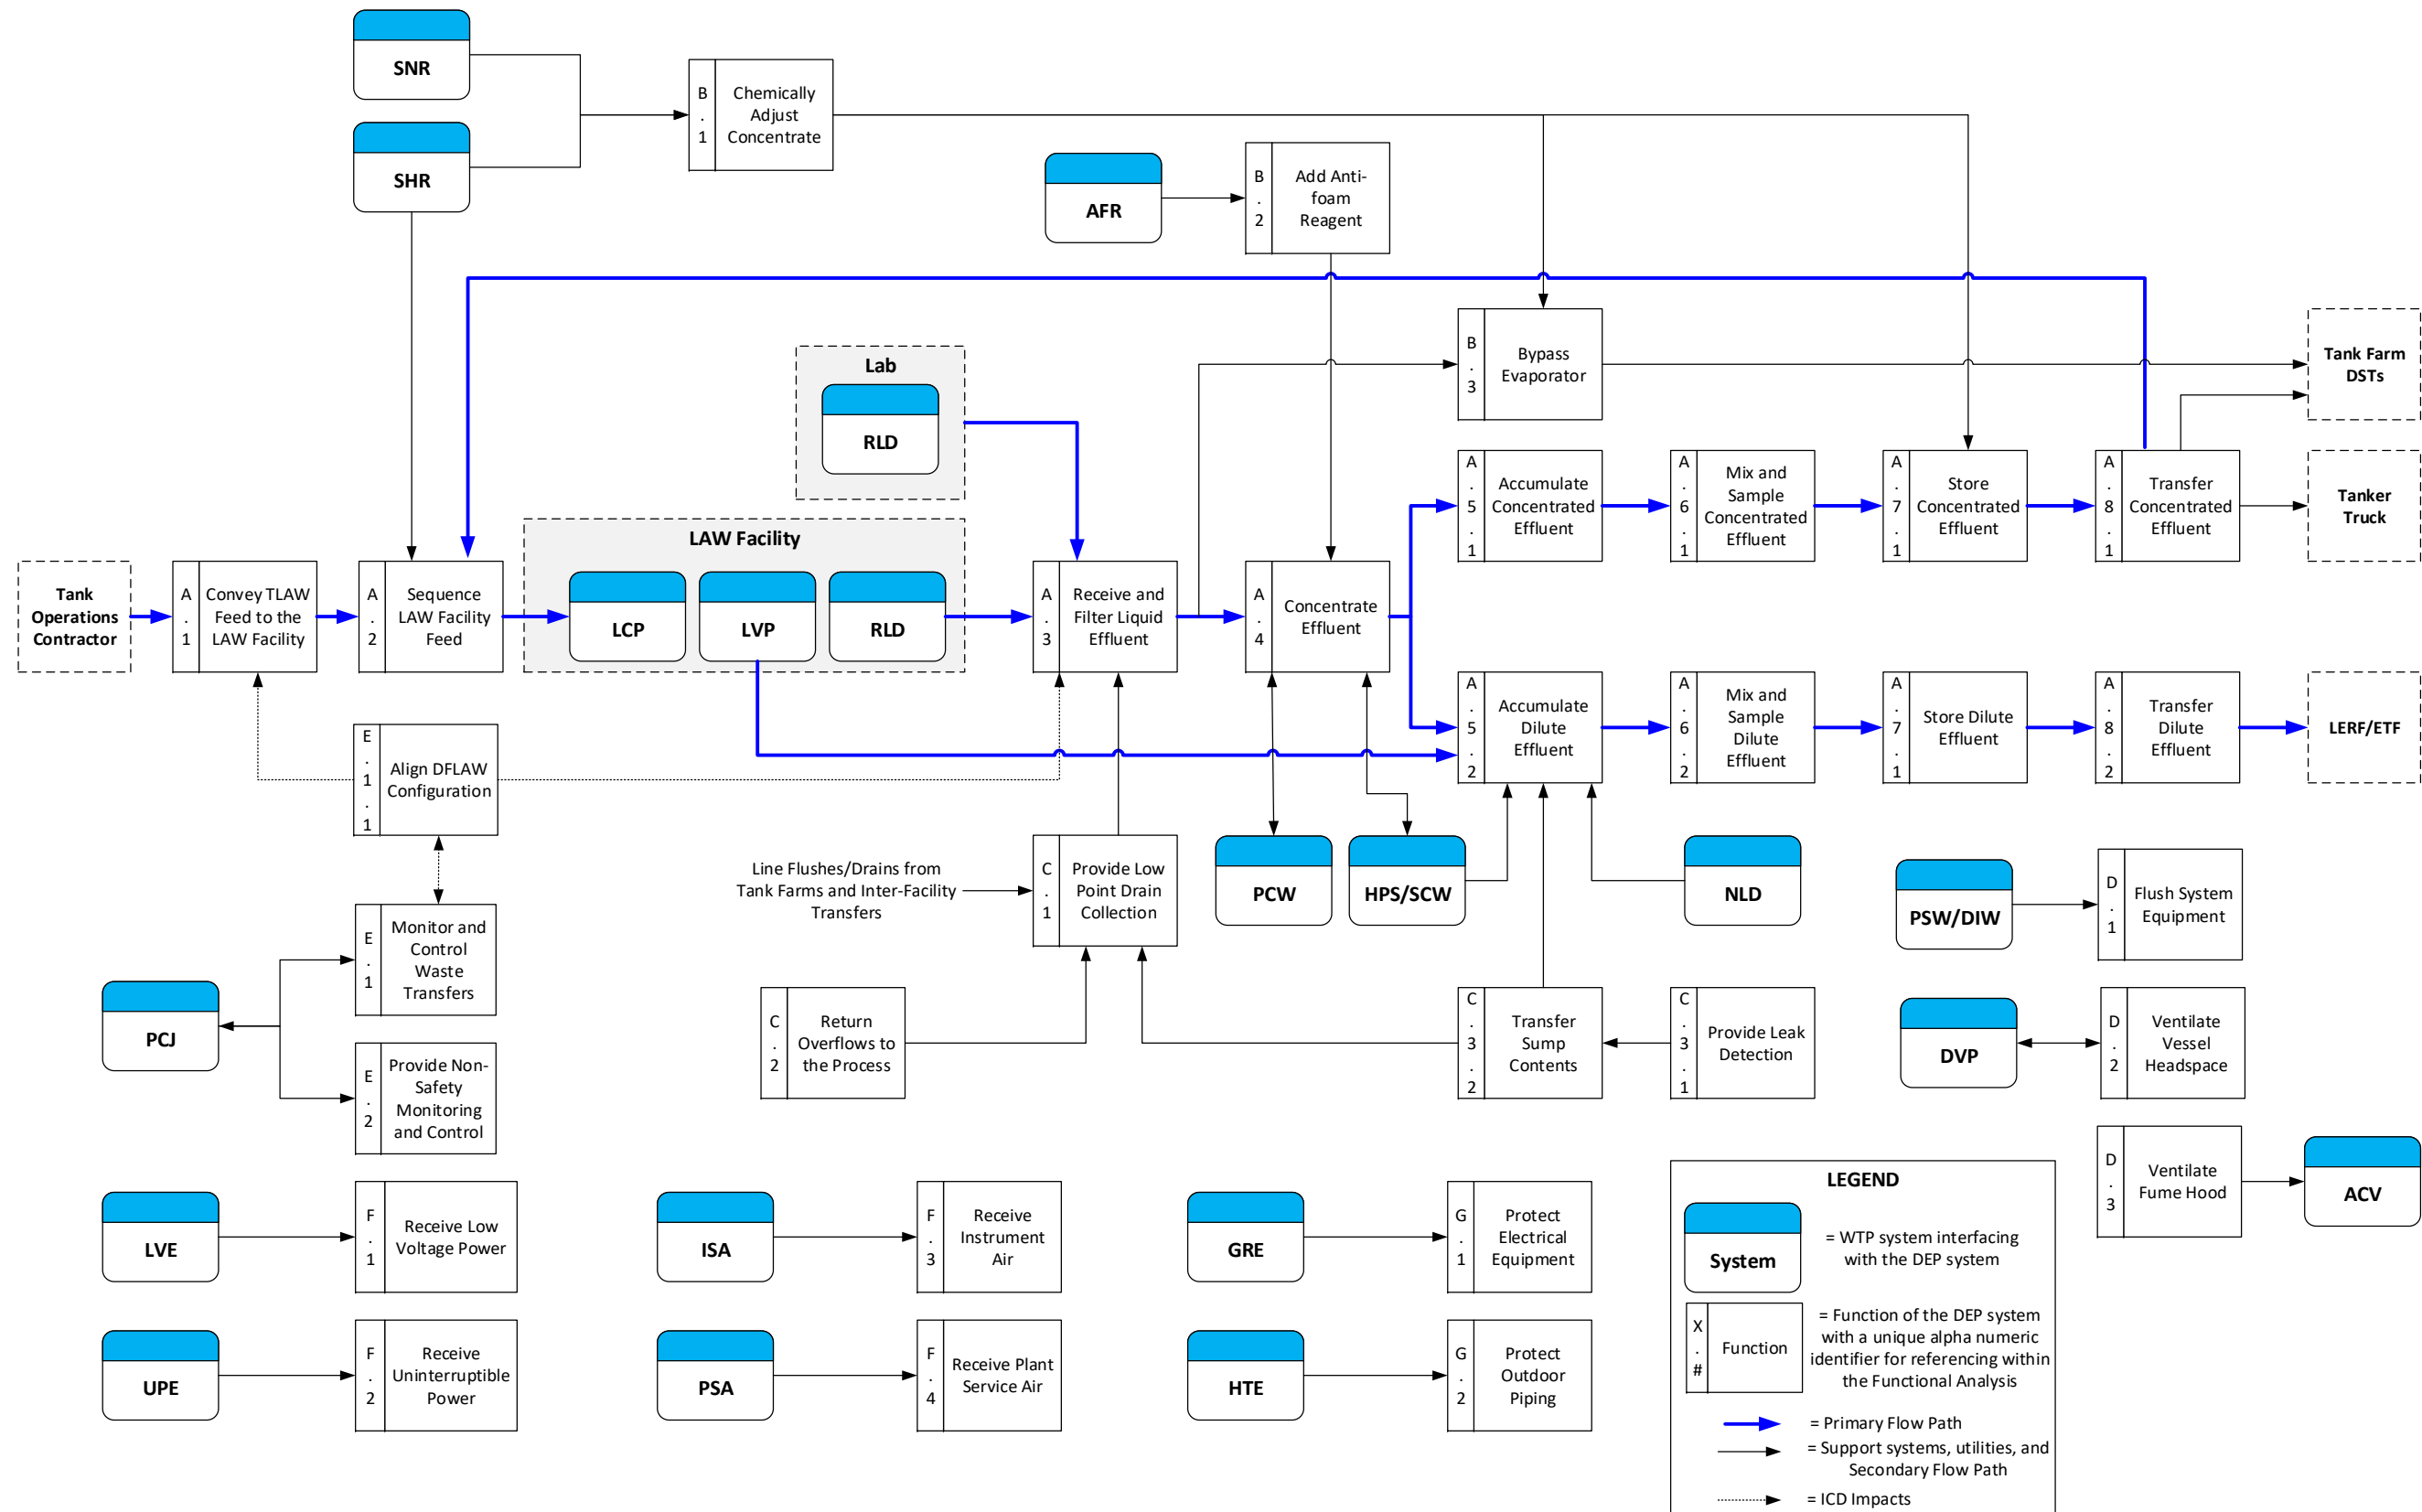 SNR
SHR
B
.
1
Chemically
Adjust
Concentrate
AFR
B
.
2
Add Anti-
foam
Reagent
B
.
3
Bypass
Evaporator
Tank Farm
DSTs
Lab
RLD
A
.
5
.
1
Accumulate
Concentrated
Effluent
A
.
6
.
1
Mix and
Sample
Concentrated
Effluent
A
.
7
.
1
Store
Concentrated
Effluent
A
.
8
.
1
Transfer
Concentrated
Effluent
Tanker
Truck
Tank
Operations
Contractor
A
.
1
Convey TLAW
Feed to the
LAW Facility
A
.
2
Sequence
LAW Facility
Feed
LAW Facility
LCP
LVP
RLD
A
.
3
Receive and
Filter Liquid
Effluent
A
.
4
Concentrate
Effluent
A
.
5
.
2
Accumulate
Dilute
Effluent
A
.
6
.
2
Mix and
Sample
Dilute
Effluent
A
.
7
.
1
Store Dilute
Effluent
A
.
8
.
2
Transfer
Dilute
Effluent
LERF/ETF
E
.
1
.
1
Align DFLAW
Configuration
Line Flushes/Drains from
Tank Farms and Inter-Facility
Transfers
C
.
1
Provide Low
Point Drain
Collection
PCW
HPS/SCW
NLD
PSW/DIW
D
.
1
Flush System
Equipment
PCJ
E
.
1
Monitor and
Control
Waste
Transfers
E
.
2
Provide Non-
Safety
Monitoring
and Control
C
.
2
Return
Overflows to
the Process
C
.
3
.
2
Transfer
Sump
Contents
C
.
3
.
1
Provide Leak
Detection
DVP
D
.
2
Ventilate
Vessel
Headspace
D
.
3
Ventilate
Fume Hood
ACV
LVE
F
.
1
Receive Low
Voltage Power
ISA
F
.
3
Receive
Instrument
Air
GRE
G
.
1
Protect
Electrical
Equipment
UPE
F
.
2
Receive
Uninterruptible
Power
PSA
F
.
4
Receive Plant
Service Air
HTE
G
.
2
Protect
Outdoor
Piping
LEGEND
System
= WTP system interfacing
with the DEP system
X
.
#
Function
= Function of the DEP system
with a unique alpha numeric
identifier for referencing within
the Functional Analysis
= Primary Flow Path
= Support systems, utilities, and
Secondary Flow Path
= ICD Impacts